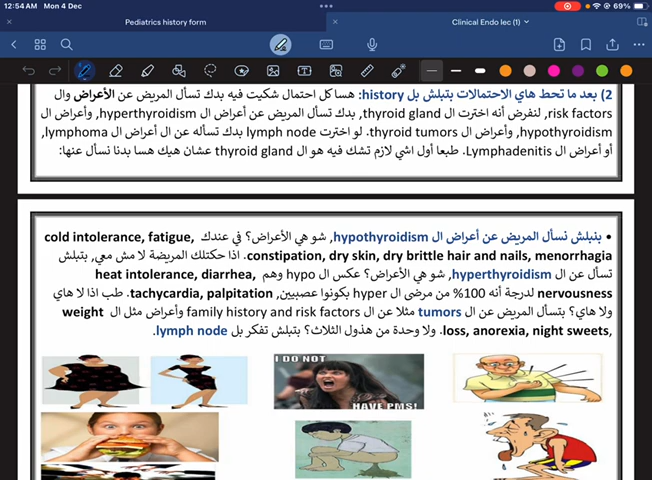 12:54 AM Mon 4 Dec
69%
Pediatrics history form
Clinical Endo lec (1)
2) بعد ما تحط هاي الاحتمالات بتبلش بل history: هسا كل احتمال شكيت فيه بدك تسأل المريض عن الأعراض وال
risk factors, لنفرض أنه اخترت ال thyroid gland, بدك تسأل المريض عن أعراض ال hyperthyroidism, وأعراض ال
hypothyroidism, وأعراض ال thyroid tumors. لو اخترت lymph node بدك تسأله عن ال أعراض ال lymphoma,
أو أعراض ال Lymphadenitis. طبعا أول اشي لازم تشك فيه هو ال thyroid gland عشان هيك هسا بدنا نسأل عنها:
• بنبلش نسأل المريض عن أعراض ال hypothyroidism, شو هي الأعراض؟ في عندك cold intolerance, fatigue,
constipation, dry skin, dry brittle hair and nails, menorrhagia. اذا حكتلك المريضة لا مش معي, بتبلش
تسأل عن ال hyperthyroidism, شو هي الأعراض؟ عكس ال hypo وهم heat intolerance, diarrhea,
nervousness لدرجة أنه 100% من مرضى ال hyper بكونوا عصبيين, tachycardia, palpitation. طب اذا لا هاي
ولا هاي؟ بتسأل المريض عن ال tumors مثلا عن ال family history and risk factors وأعراض مثل ال weight
loss, anorexia, night sweets, ولا وحدة من هذول الثلاث؟ بتبلش تفكر بل lymph node.
I DO NOT
HAVE PMS!